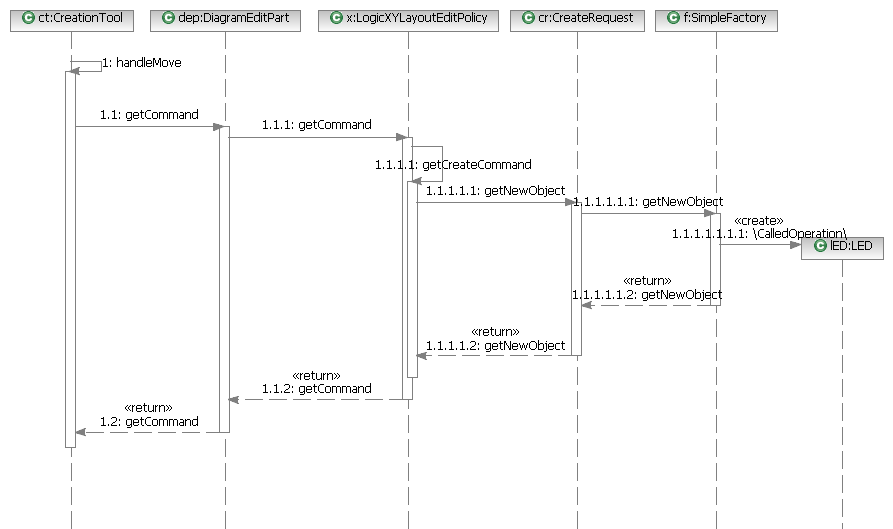 ct:CreationTool
dep:DiagramEditPart
x:LogicXYLayoutEditPolicy
cr:CreateRequest
f:SimpleFactory
1: handleMove
1.1: getCommand
1.1.1: getCommand
1.1.1.1: getCreateCommand
1.1.1.1.1: getNewObject
1.1.1.1.1.1: getNewObject
«create»
1.1.1.1.1.1.1: \CalledOperation\
lED:LED
«return»
1.1.1.1.1.2: getNewObject
«return»
1.1.1.1.2: getNewObject
«return»
1.1.2: getCommand
«return»
1.2: getCommand